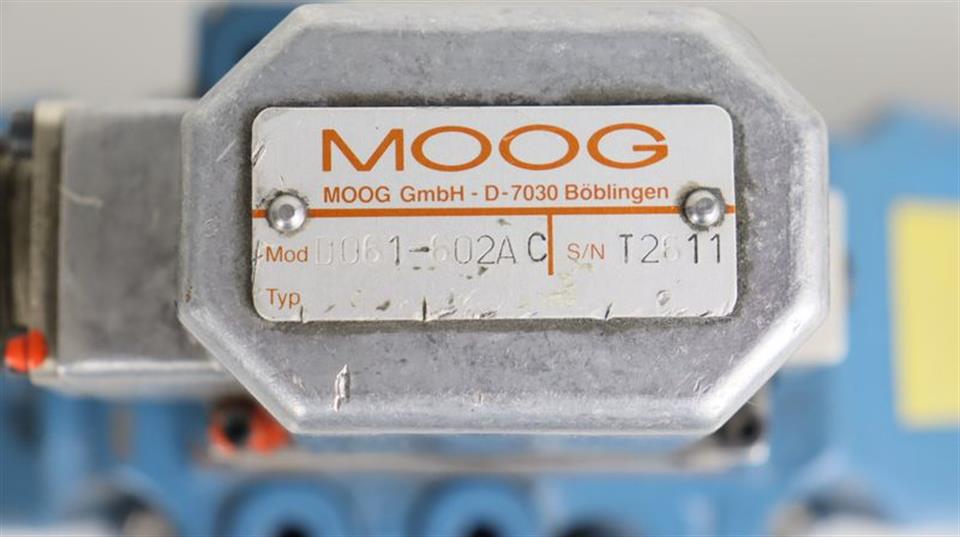 MOOG
MOOG GmbH - D-7030 Böblingen
Mod D061-602A C S/N T2611
Typ